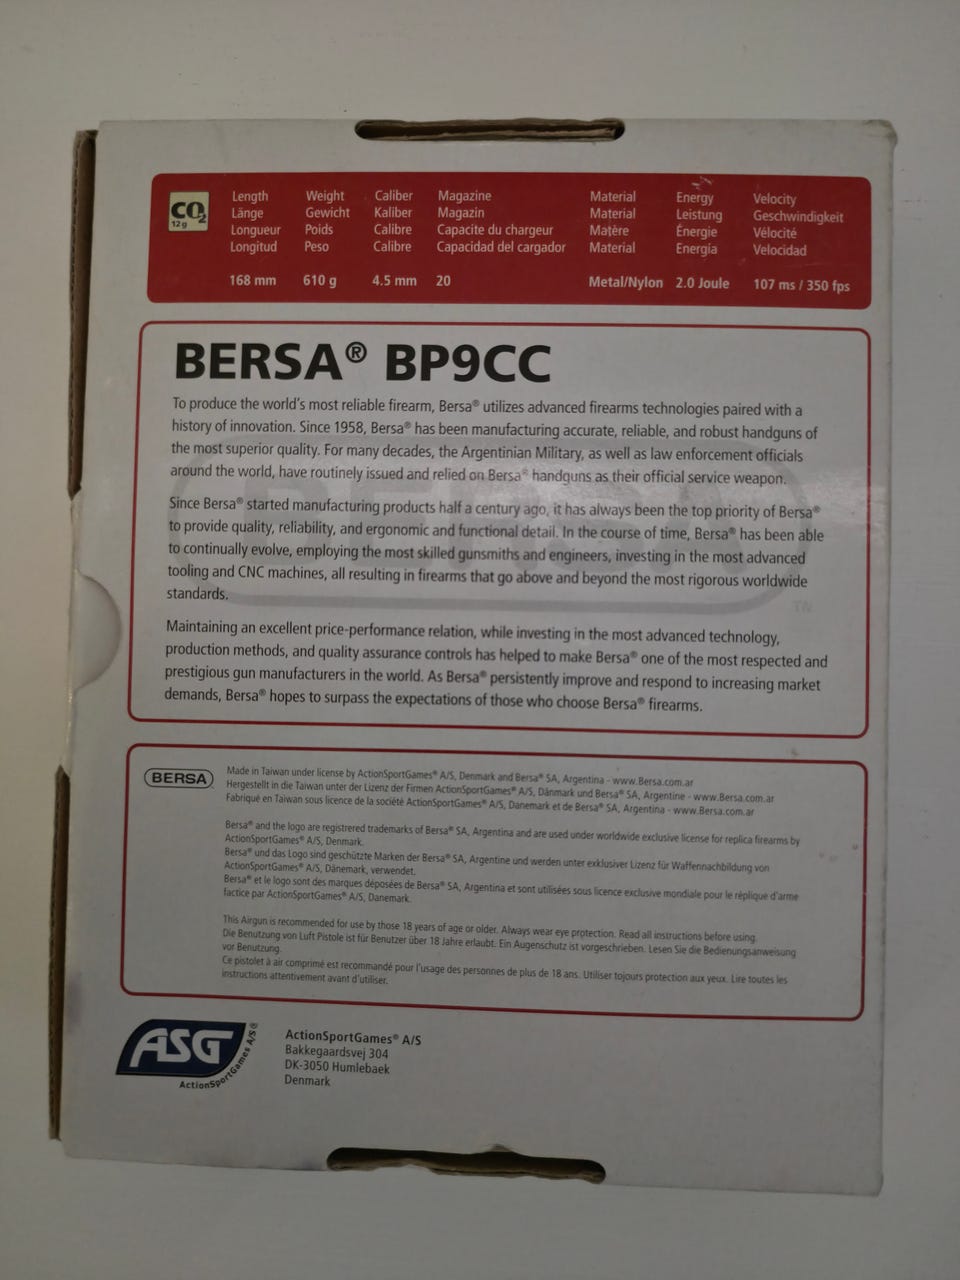 CO2
12g
Length Weight Caliber Magazine Material Energy Velocity
Länge Gewicht Kaliber Magazin Material Leistung Geschwindigkeit
Longueur Poids Calibre Capacite du chargeur Matère Énergie Vélocité
Longitud Peso Calibre Capacidad del cargador Material Energía Velocidad
168 mm 610 g 4.5 mm 20 Metal/Nylon 2.0 Joule 107 ms / 350 fps
BERSA® BP9CC
To produce the world's most reliable firearm, Bersa® utilizes advanced firearms technologies paired with a
history of innovation. Since 1958, Bersa® has been manufacturing accurate, reliable, and robust handguns of
the most superior quality. For many decades, the Argentinian Military, as well as law enforcement officials
around the world, have routinely issued and relied on Bersa® handguns as their official service weapon.
Since Bersa® started manufacturing products half a century ago, it has always been the top priority of Bersa®
to provide quality, reliability, and ergonomic and functional detail. In the course of time, Bersa® has been able
to continually evolve, employing the most skilled gunsmiths and engineers, investing in the most advanced
tooling and CNC machines, all resulting in firearms that go above and beyond the most rigorous worldwide
standards.
TM
Maintaining an excellent price-performance relation, while investing in the most advanced technology,
production methods, and quality assurance controls has helped to make Bersa® one of the most respected and
prestigious gun manufacturers in the world. As Bersa® persistently improve and respond to increasing market
demands, Bersa® hopes to surpass the expectations of those who choose Bersa® firearms.
BERSA
Made in Taiwan under license by ActionSportGames® A/S, Denmark and Bersa® SA, Argentina - www.Bersa.com.ar
Hergestellt in die Taiwan unter der Lizenz der Firmen ActionSportGames® A/S, Dänmark und Bersa® SA, Argentine - www.Bersa.com.ar
Fabriqué en Taiwan sous licence de la société ActionSportGames® A/S, Danemark et de Bersa® SA, Argentina - www.Bersa.com.ar
Bersa® and the logo are registrered trademarks of Bersa® SA, Argentina and are used under worldwide exclusive license for replica firearms by
ActionSportGames® A/S, Denmark.
Bersa® und das Logo sind geschützte Marken der Bersa® SA, Argentine und werden unter exklusiver Lizenz für Waffennachbildung von
ActionSportGames® A/S, Dänemark, verwendet.
Bersa® et le logo sont des marques déposées de Bersa® SA, Argentina et sont utilisées sous licence exclusive mondiale pour le réplique d'arme
factice par ActionSportGames® A/S, Danemark.
This Airgun is recommended for use by those 18 years of age or older. Always wear eye protection. Read all instructions before using.
Die Benutzung von Luft Pistole ist für Benutzer über 18 Jahre erlaubt. Ein Augenschutz ist vorgeschrieben. Lesen Sie die Bedienungsanweisung
vor Benutzung.
Ce pistolet à air comprimé est recommandé pour l'usage des personnes de plus de 18 ans. Utiliser tojours protection aux yeux. Lire toutes les
instructions attentivement avant d'utiliser.
ASG
ActionSportGames A/S®
ActionSportGames® A/S
Bakkegaardsvej 304
DK-3050 Humlebaek
Denmark